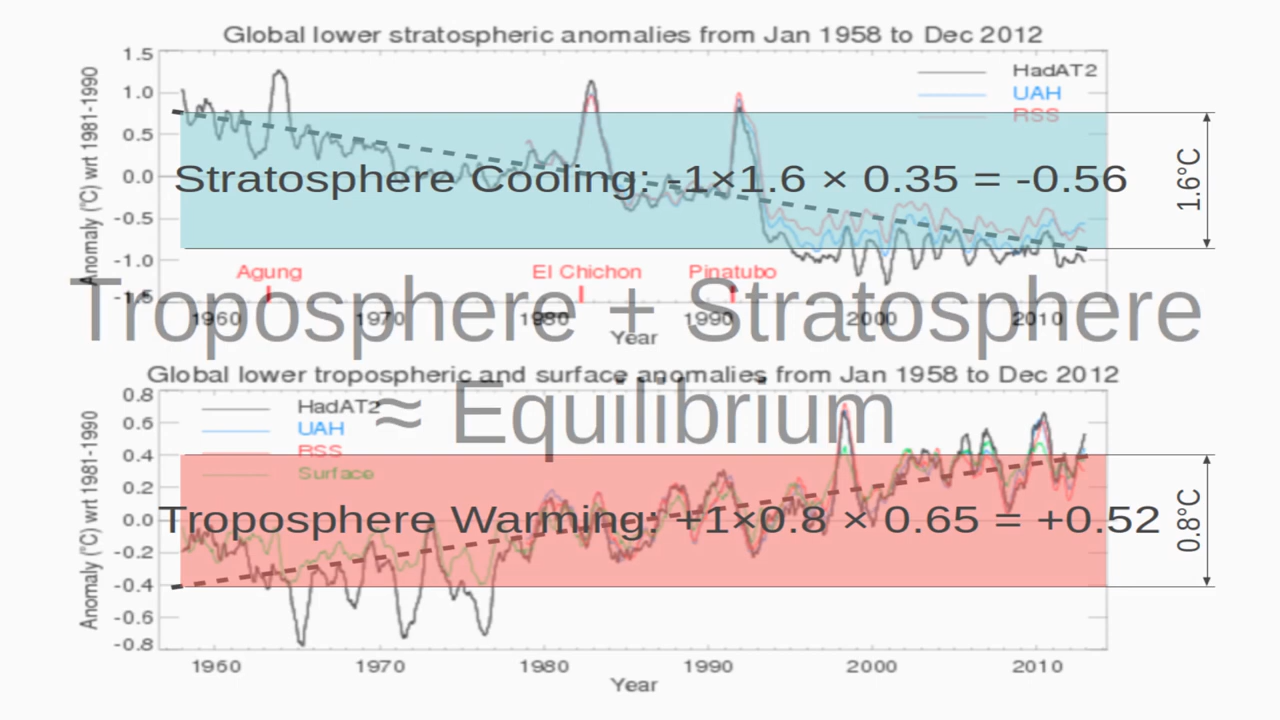 Global lower stratospheric anomalies from Jan 1958 to Dec 2012
1.5
1.0
0.5
0.0
-0.5
-1.0
-1.5
Anomaly (°C) wrt 1981-1990
HadAT2
UAH
RSS
Stratosphere Cooling: -1×1.6 × 0.35 = -0.56
1.6°C
Agung
El Chichon
Pinatubo
1960 1970 1980 1990 2000 2010
Year
Troposphere + Stratosphere
≈ Equilibrium
Global lower tropospheric and surface anomalies from Jan 1958 to Dec 2012
0.8
0.6
0.4
0.2
0.0
-0.2
-0.4
-0.6
-0.8
Anomaly (°C) wrt 1981-1990
HadAT2
UAH
RSS
Surface
Troposphere Warming: +1×0.8 × 0.65 = +0.52
0.8°C
1960 1970 1980 1990 2000 2010
Year